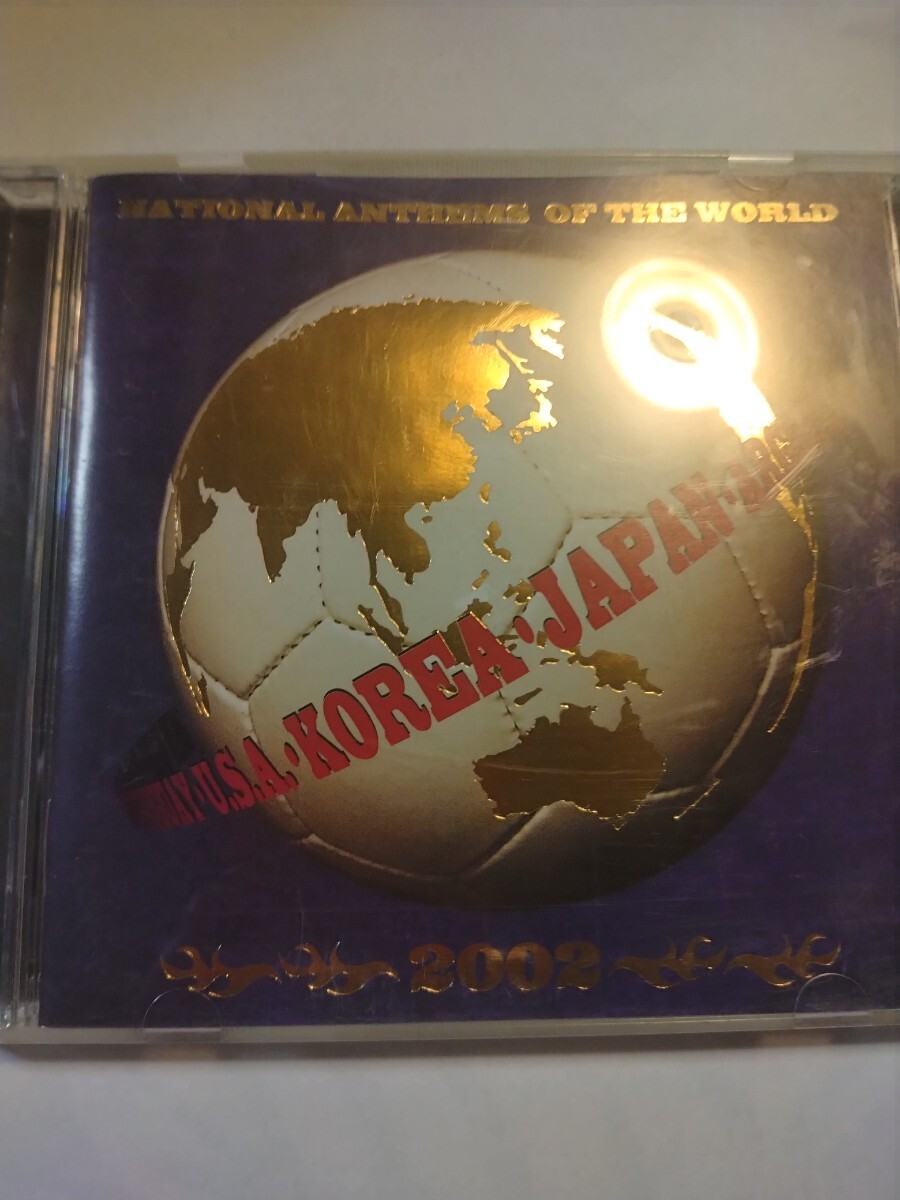 NATIONAL ANTHEMS OF THE WORLD
U.S.A.·KOREA·JAPAN·
2002